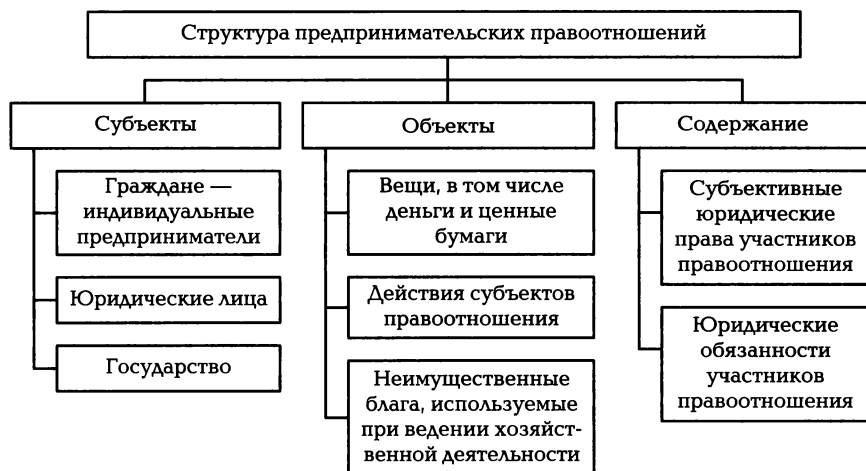 Структура предпринимательских правоотношений
Субъекты
Граждане —
индивидуальные
предприниматели
Юридические лица
Государство
Объекты
Вещи, в том числе
деньги и ценные
бумаги
Действия субъектов
правоотношения
Неимущественные
блага, используемые
при ведении хозяйст-
венной деятельности
Содержание
Субъективные
юридические
права участников
правоотношения
Юридические
обязанности
участников
правоотношения